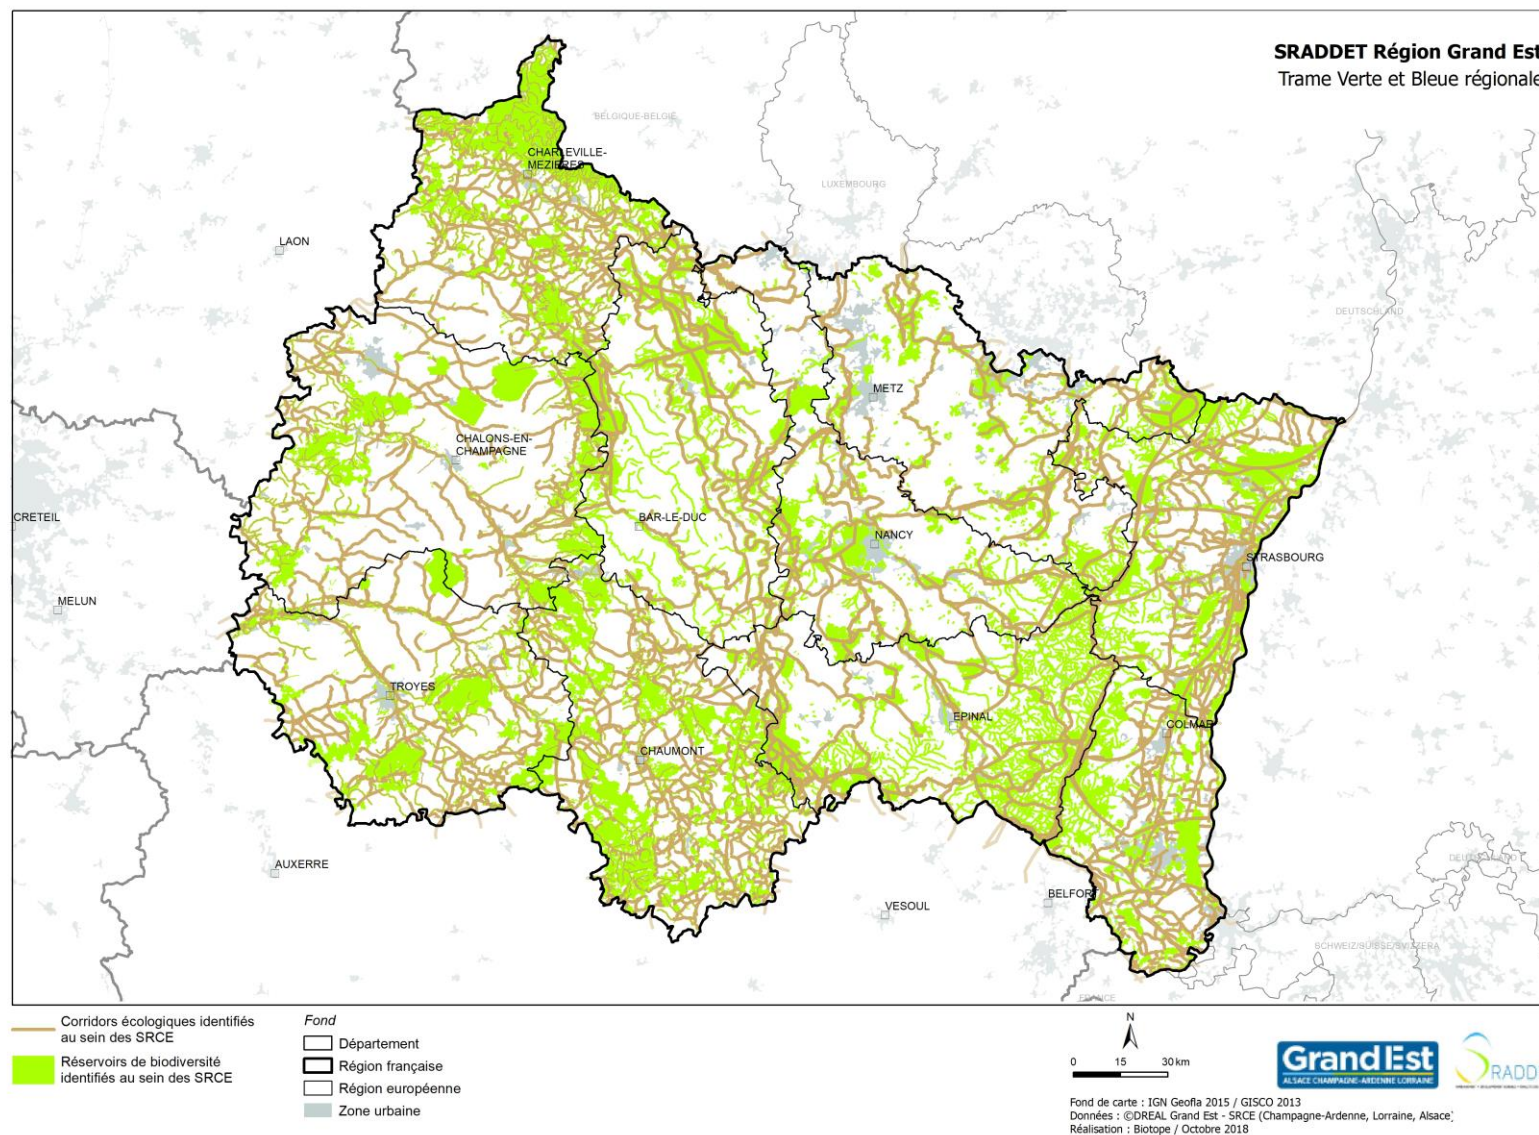 SRADDET Région Grand Est
Trame Verte et Bleue régionale
BELGIQUE-BELGIË
CHARLEVILLE-
MEZIERES
LUXEMBOURG
LAON
DEUTSCHLAND
METZ
CHALONS-EN-
CHAMPAGNE
CRETEIL
BAR-LE-DUC
NANCY
STRASBOURG
MELUN
TROYES
EPINAL
COLMAR
CHAUMONT
AUXERRE
DEUTSCHLAND
BELFORT
VESOUL
SCHWEIZ/SUISSE/SVIZZERA
FRANCE
Corridors écologiques identifiés
au sein des SRCE
Réservoirs de biodiversité
identifiés au sein des SRCE
Fond
Département
Région française
Région européenne
Zone urbaine
N
0 15 30 km
Grand Est
ALSACE CHAMPAGNE-ARDENNE LORRAINE
RADD
Fond de carte : IGN Geofla 2015 / GISCO 2013
Données : ©DREAL Grand Est - SRCE (Champagne-Ardenne, Lorraine, Alsace)
Réalisation : Biotope / Octobre 2018